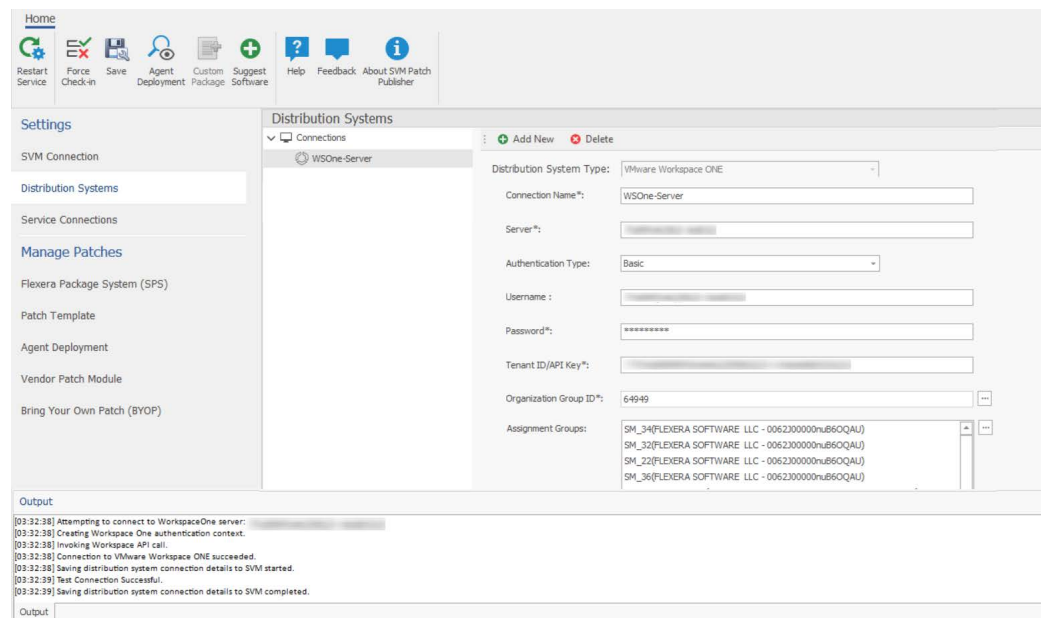 Home
Restart Service
Force Check-in
Save
Agent Deployment
Custom Package
Suggest Software
Help
Feedback
About SVM Patch Publisher
Settings
SVM Connection
Distribution Systems
Service Connections
Manage Patches
Flexera Package System (SPS)
Patch Template
Agent Deployment
Vendor Patch Module
Bring Your Own Patch (BYOP)
Distribution Systems
Connections
WSOne-Server
Add New
Delete
Distribution System Type: VMware Workspace ONE
Connection Name*: WSOne-Server
Server*:
Authentication Type: Basic
Username :
Password*: *********
Tenant ID/API Key*:
Organization Group ID*: 64949 ...
Assignment Groups: ...
SM_34(FLEXERA SOFTWARE LLC - 0062J00000nuB6OQAU)
SM_32(FLEXERA SOFTWARE LLC - 0062J00000nuB6OQAU)
SM_22(FLEXERA SOFTWARE LLC - 0062J00000nuB6OQAU)
SM_36(FLEXERA SOFTWARE LLC - 0062J00000nuB6OQAU)
Output
[03:32:38] Attempting to connect to WorkspaceOne server:
[03:32:38] Creating Workspace One authentication context.
[03:32:38] Invoking Workspace API call.
[03:32:38] Connection to VMware Workspace ONE succeeded.
[03:32:38] Saving distribution system connection details to SVM started.
[03:32:39] Test Connection Successful.
[03:32:39] Saving distribution system connection details to SVM completed.
Output